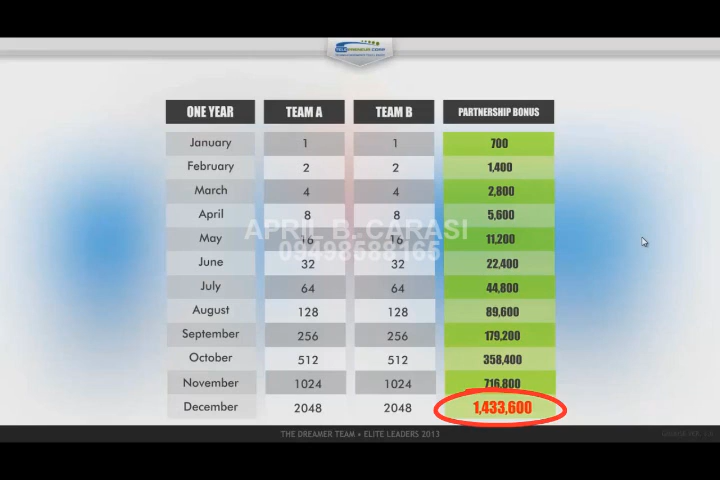 TELEPRENEUR CORP
ONE YEAR TEAM A TEAM B PARTNERSHIP BONUS
January 1 1 700
February 2 2 1,400
March 4 4 2,800
April 8 8 5,600
APRIL B. CARASI
May 16 16 11,200
09498588165
June 32 32 22,400
July 64 64 44,800
August 128 128 89,600
September 256 256 179,200
October 512 512 358,400
November 1024 1024 716,800
December 2048 2048 1,433,600
THE DREAMER TEAM • ELITE LEADERS 2013